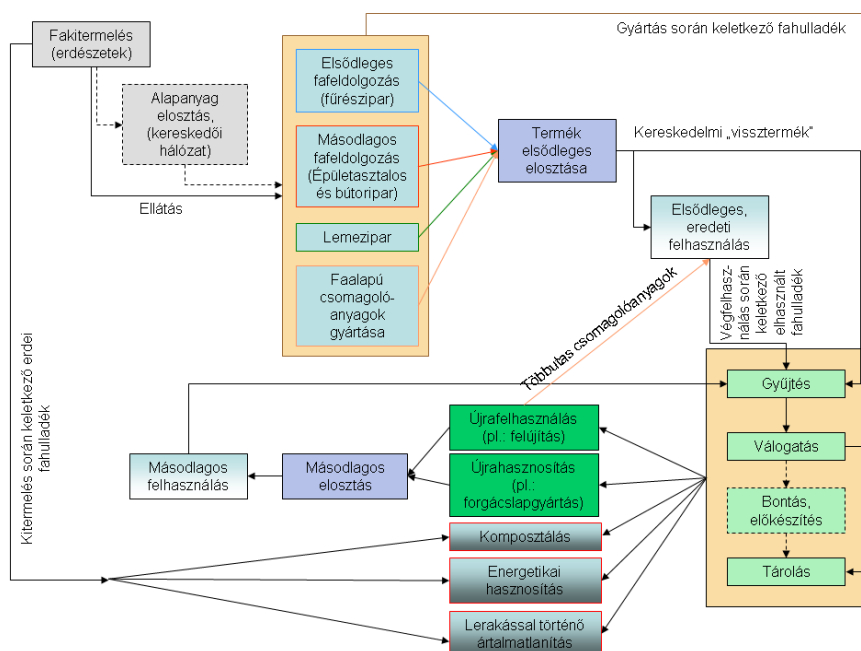 Fakitermelés
(erdészetek)
Alapanyag
elosztás,
(kereskedői
hálózat)
Ellátás
Elsődleges
fafeldolgozás
(fűrészipar)
Másodlagos
fafeldolgozás
(Épületasztalos
és bútoripar)
Lemezipar
Faalapú
csomagoló-
anyagok
gyártása
Gyártás során keletkező fahulladék
Termék
elsődleges
elosztása
Kereskedelmi „vissztermék”
Elsődleges,
eredeti
felhasználás
Végfelhasz-
nálás során
keletkező
elhasznált
fahulladék
Többutas csomagolóanyagok
Gyűjtés
Válogatás
Bontás,
előkészítés
Tárolás
Újrafelhasználás
(pl.: felújítás)
Újrahasznosítás
(pl.:
forgácslapgyártás)
Másodlagos
elosztás
Másodlagos
felhasználás
Komposztálás
Energetikai
hasznosítás
Lerakással történő
ártalmatlanítás
Kitermelés során keletkező erdei
fahulladék